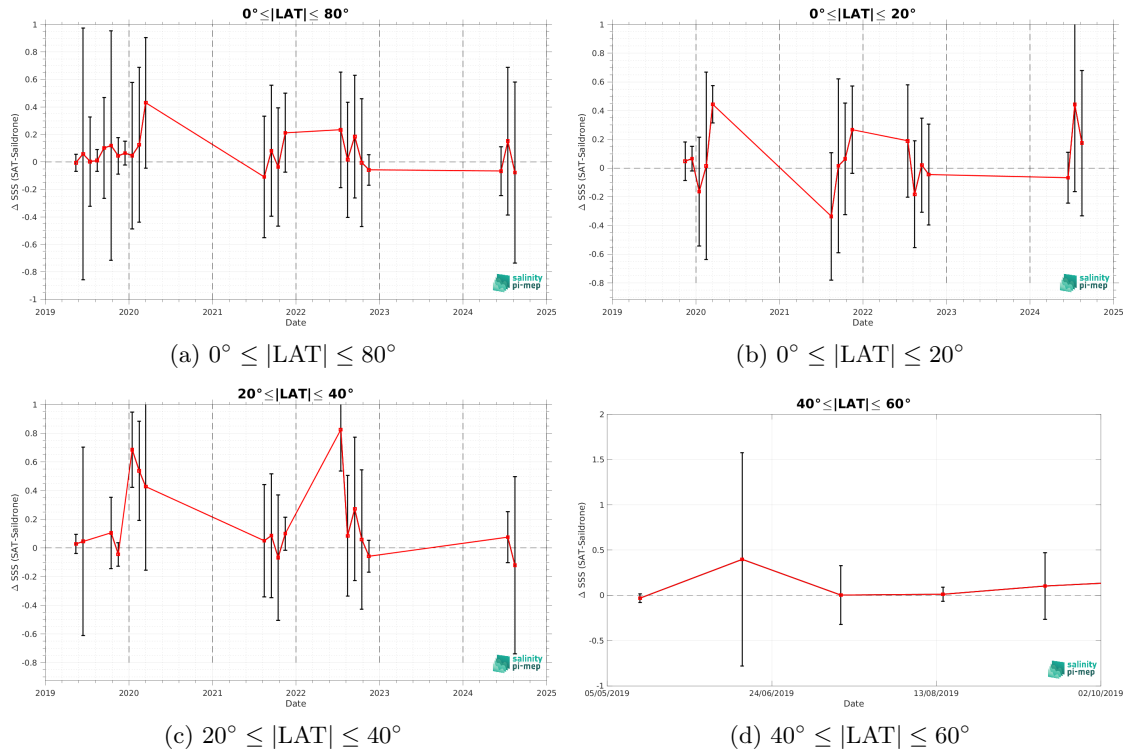 0°≤|LAT|≤ 80°
Δ SSS (SAT-Saildrone)
1
0.8
0.6
0.4
0.2
0
-0.2
-0.4
-0.6
-0.8
-1
2019
2020
2021
2022
2023
2024
2025
Date
salinity
pi-mep
(a) 0° ≤ |LAT| ≤ 80°
0°≤|LAT|≤ 20°
Δ SSS (SAT-Saildrone)
1
0.8
0.6
0.4
0.2
0
-0.2
-0.4
-0.6
-0.8
2019
2020
2021
2022
2023
2024
2025
Date
salinity
pi-mep
(b) 0° ≤ |LAT| ≤ 20°
20°≤|LAT|≤ 40°
Δ SSS (SAT-Saildrone)
1
0.8
0.6
0.4
0.2
0
-0.2
-0.4
-0.6
-0.8
2019
2020
2021
2022
2023
2024
2025
Date
salinity
pi-mep
(c) 20° ≤ |LAT| ≤ 40°
40°≤|LAT|≤ 60°
Δ SSS (SAT-Saildrone)
2
1.5
1
0.5
0
-0.5
-1
05/05/2019
24/06/2019
13/08/2019
02/10/2019
Date
salinity
pi-mep
(d) 40° ≤ |LAT| ≤ 60°